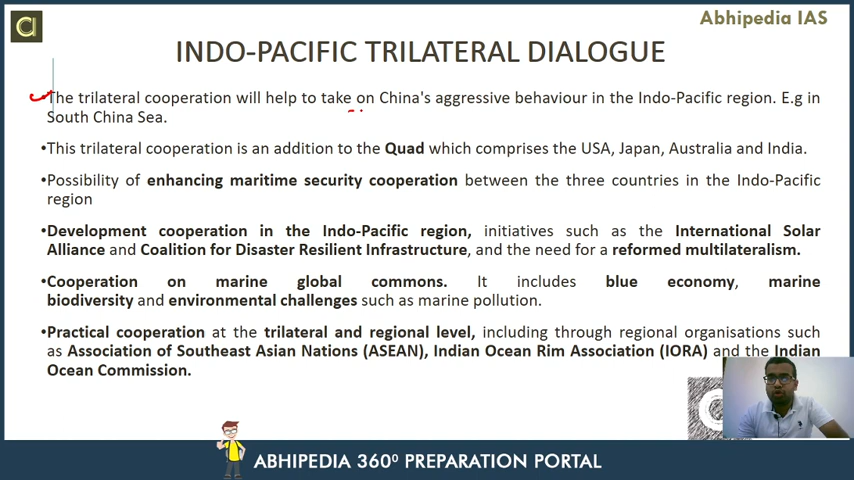 Abhipedia IAS
INDO-PACIFIC TRILATERAL DIALOGUE
The trilateral cooperation will help to take on China's aggressive behaviour in the Indo-Pacific region. E.g in
South China Sea.
•This trilateral cooperation is an addition to the Quad which comprises the USA, Japan, Australia and India.
•Possibility of enhancing maritime security cooperation between the three countries in the Indo-Pacific
region
•Development cooperation in the Indo-Pacific region, initiatives such as the International Solar
Alliance and Coalition for Disaster Resilient Infrastructure, and the need for a reformed multilateralism.
•Cooperation on marine global commons. It includes blue economy, marine
biodiversity and environmental challenges such as marine pollution.
•Practical cooperation at the trilateral and regional level, including through regional organisations such
as Association of Southeast Asian Nations (ASEAN), Indian Ocean Rim Association (IORA) and the Indian
Ocean Commission.
ABHIPEDIA 360⁰ PREPARATION PORTAL